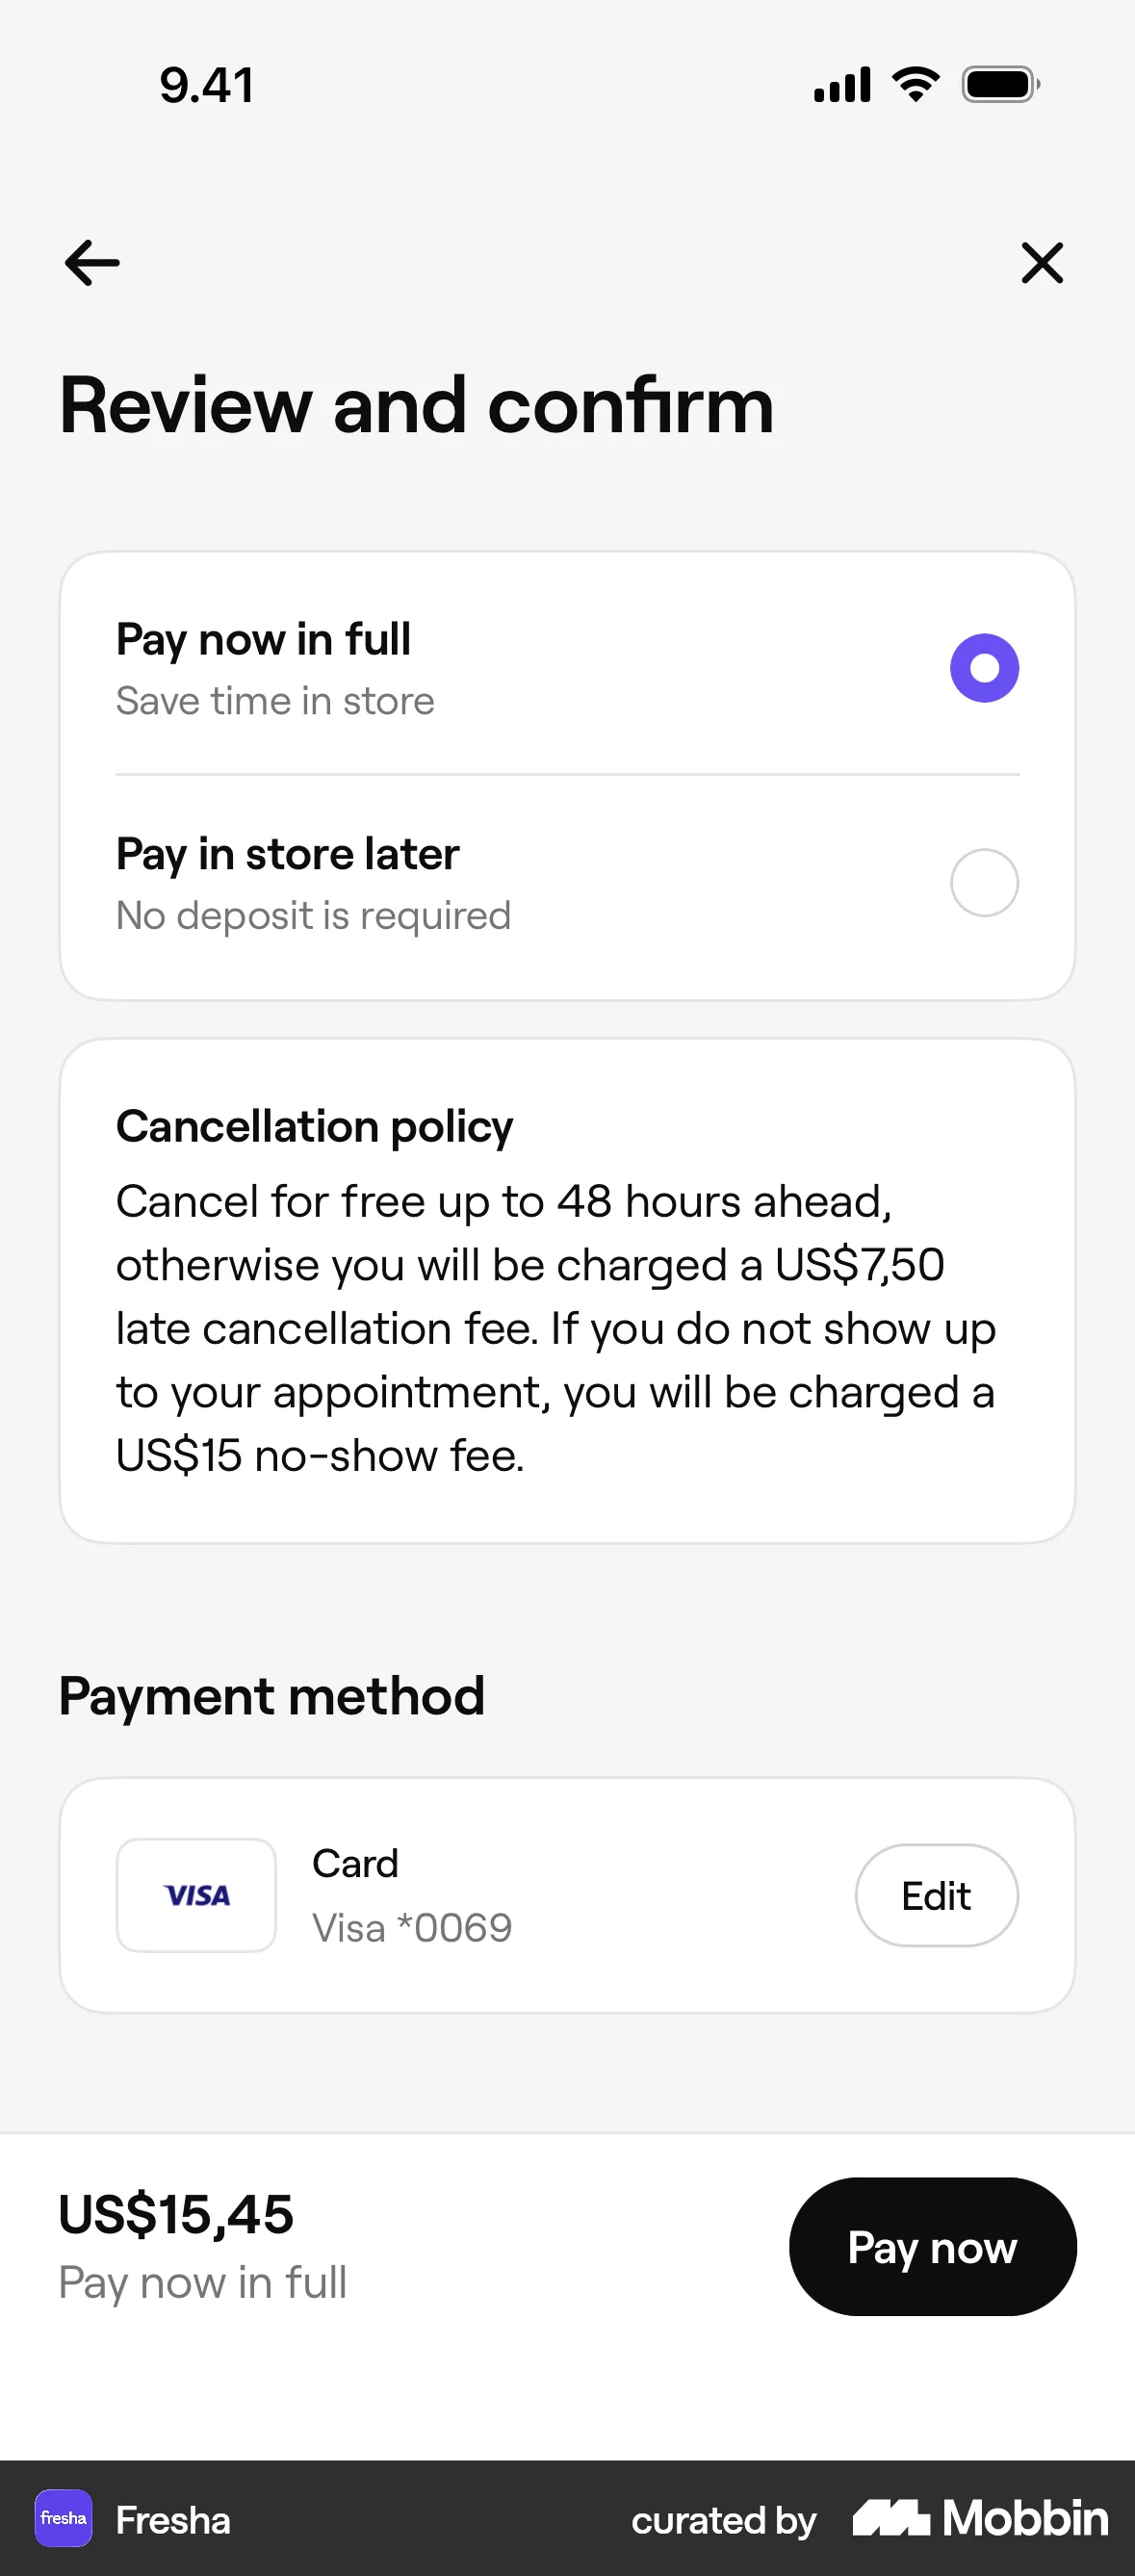 9.41
Review and confirm
Pay now in full
Save time in store
Pay in store later
No deposit is required
Cancellation policy
Cancel for free up to 48 hours ahead,
otherwise you will be charged a US$7,50
late cancellation fee. If you do not show up
to your appointment, you will be charged a
US$15 no-show fee.
Payment method
VISA
Card
Visa *0069
Edit
US$15,45
Pay now in full
Pay now
fresha
Fresha
curated by
Mobbin